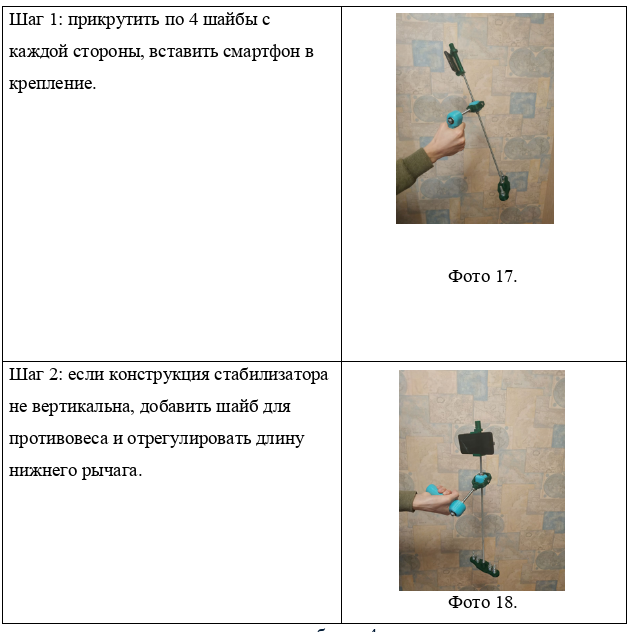 Шаг 1: прикрутить по 4 шайбы с
каждой стороны, вставить смартфон в
крепление.
Фото 17.
Шаг 2: если конструкция стабилизатора
не вертикальна, добавить шайб для
противовеса и отрегулировать длину
нижнего рычага.
Фото 18.